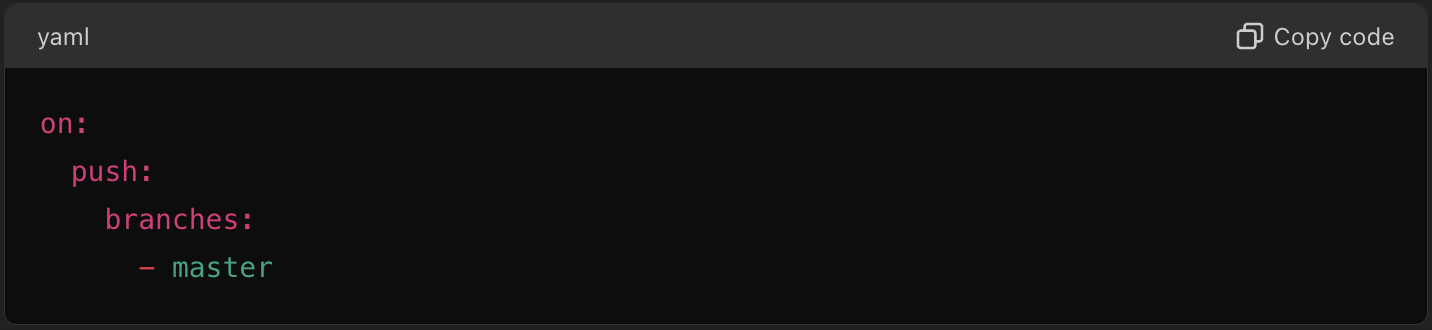 yaml
Copy code
on:
  push:
    branches:
      - master